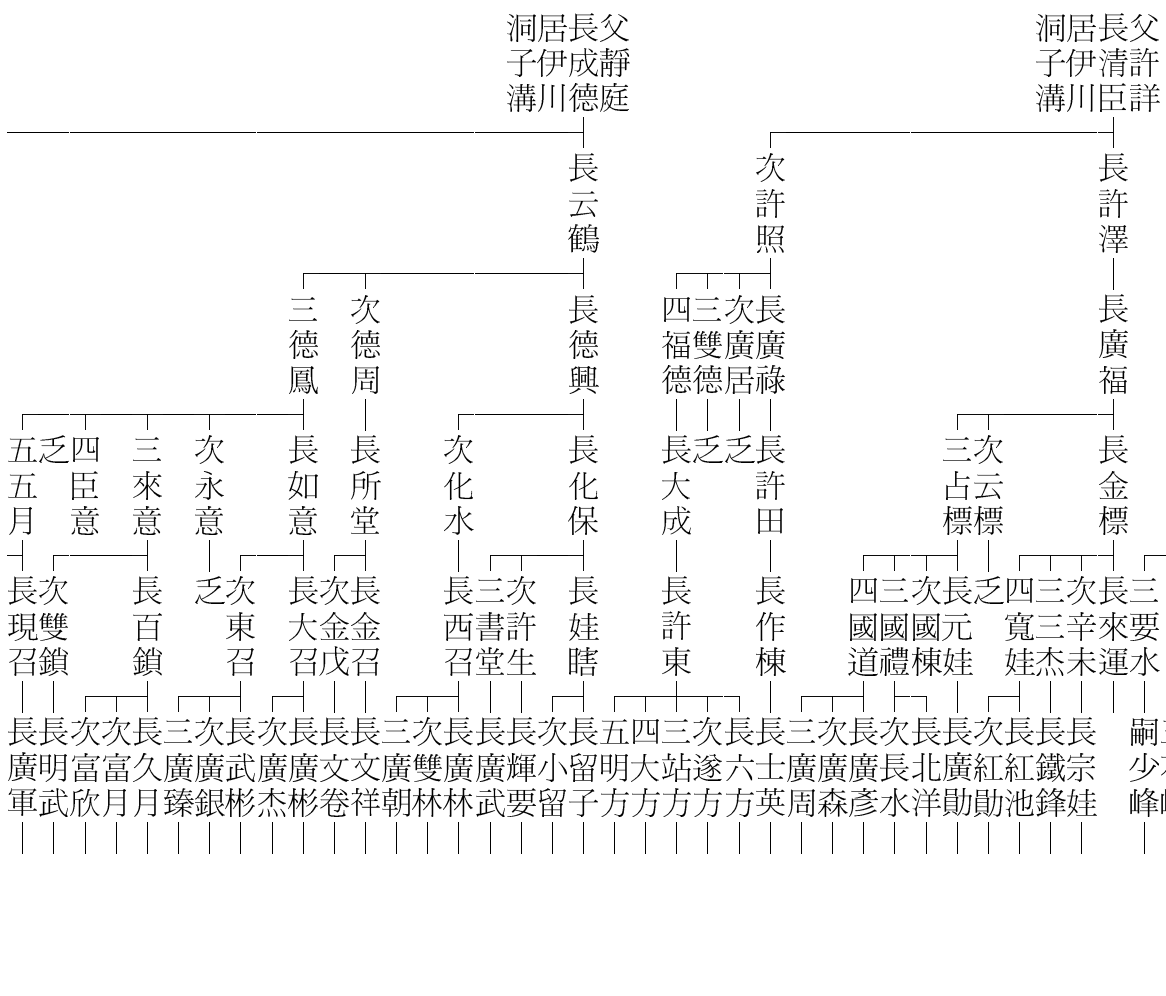 父許詳
長清臣
居伊川
洞子溝
父靜庭
長成德
居伊川
洞子溝
長許澤
次許照
長云鶴
長廣福
長廣祿
次廣居
三雙德
四福德
長德興
次德周
三德鳳
長金標
次云標
三占標
長許田
乏
乏
長大成
長化保
次化水
長所堂
長如意
次永意
三來意
四臣意
乏
五五月
三要水
長來運
次辛未
三三杰
四寬娃
乏
長元娃
次國棟
三國禮
四國道
長作棟
長許東
長娃瞎
次許生
三書堂
長西召
長金召
次金戊
長大召
次東召
乏
長百鎖
次雙鎖
長現召
嗣少峰
長宗娃
長鐵鋒
長紅池
次紅勛
長廣勛
長北洋
次長水
長廣彥
次廣森
三廣周
長士英
長六方
次遂方
三站方
四大方
五明方
長留子
次小留
長輝要
長廣武
長廣林
次雙林
三廣朝
長文祥
長文卷
長廣彬
次廣杰
長武彬
次廣銀
三廣臻
長久月
次富月
次富欣
長明武
長廣軍